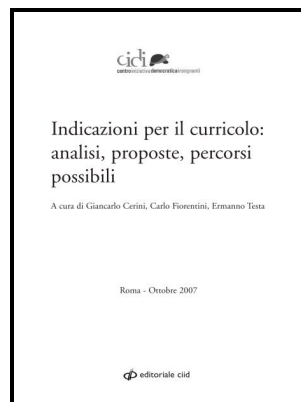 cidi
centroiniziativademocraticainsegnanti
Indicazioni per il curricolo:
analisi, proposte, percorsi
possibili
A cura di Giancarlo Cerini, Carlo Fiorentini, Ermanno Testa
Roma - Ottobre 2007
editoriale ciid